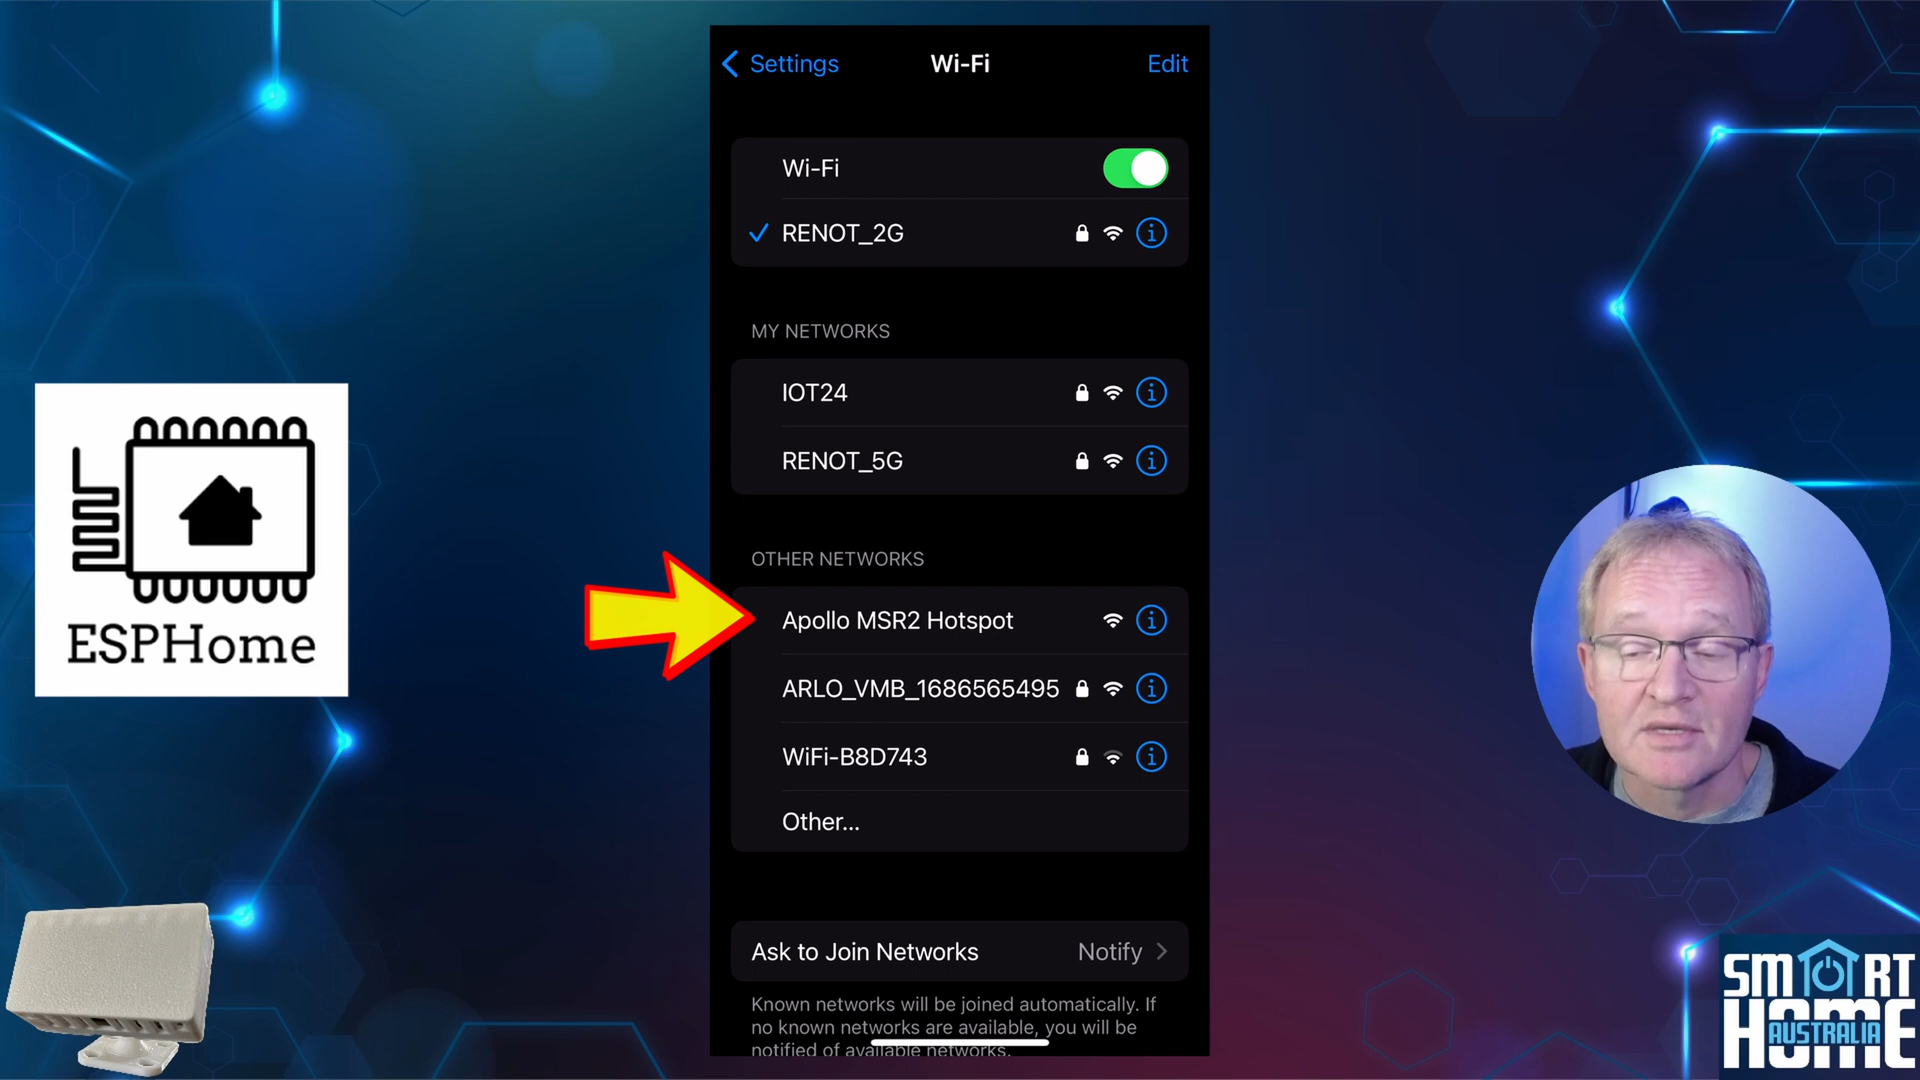 Settings
Wi-Fi
Edit
Wi-Fi
RENOT_2G
MY NETWORKS
IOT24
RENOT_5G
OTHER NETWORKS
Apollo MSR2 Hotspot
ARLO_VMB_1686565495
WiFi-B8D743
Other...
Ask to Join Networks
Notify
Known networks will be joined automatically. If
no known networks are available, you will be
notified of available networks.
ESPHome
SMART
HOME
AUSTRALIA